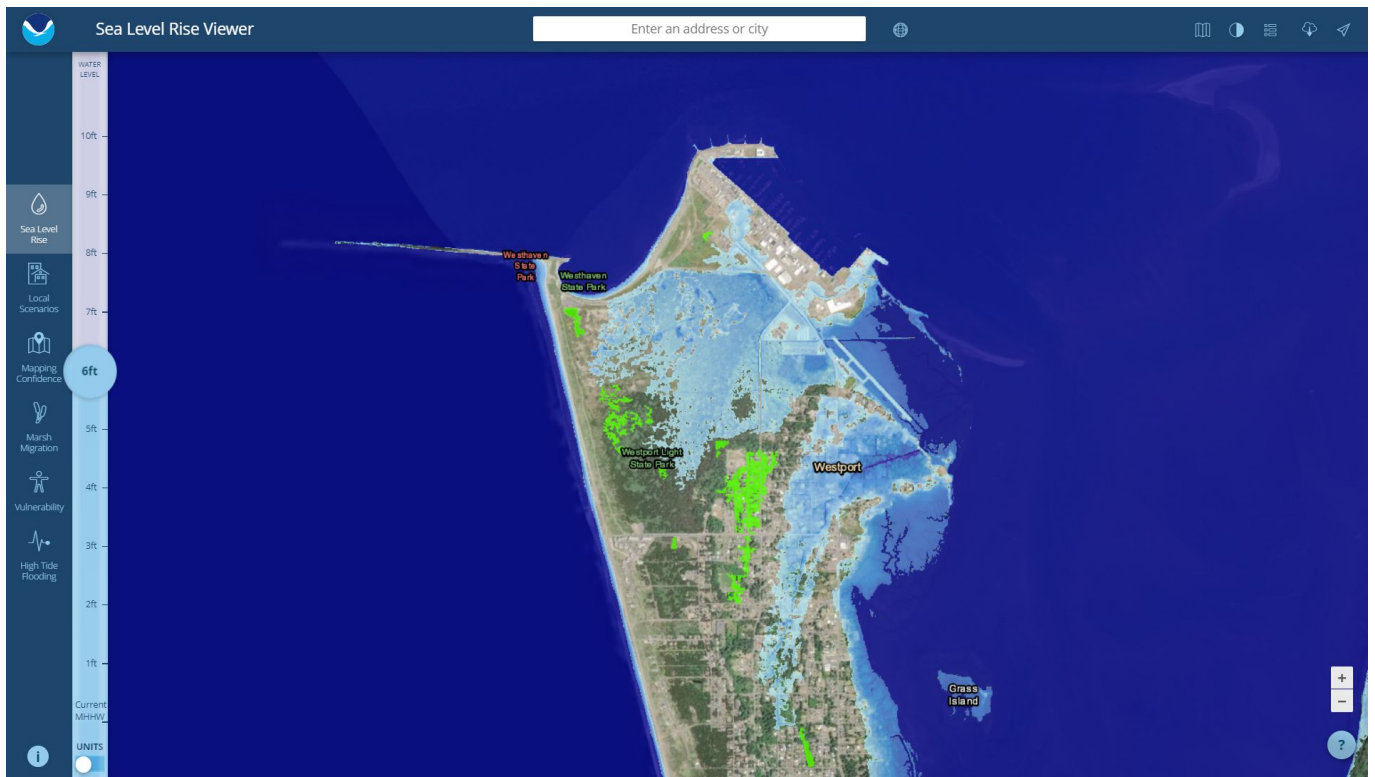 Sea Level Rise Viewer
Enter an address or city
WATER
LEVEL
10ft
9ft
8ft
7ft
6ft
5ft
4ft
3ft
2ft
1ft
Current
MHHW
UNITS
Sea Level
Rise
Local
Scenarios
Mapping
Confidence
Marsh
Migration
Vulnerability
High Tide
Flooding
i
Westhaven
State
Park
Westhaven
State Park
Westport Light
State Park
Westport
Grass
Island
+
−
?